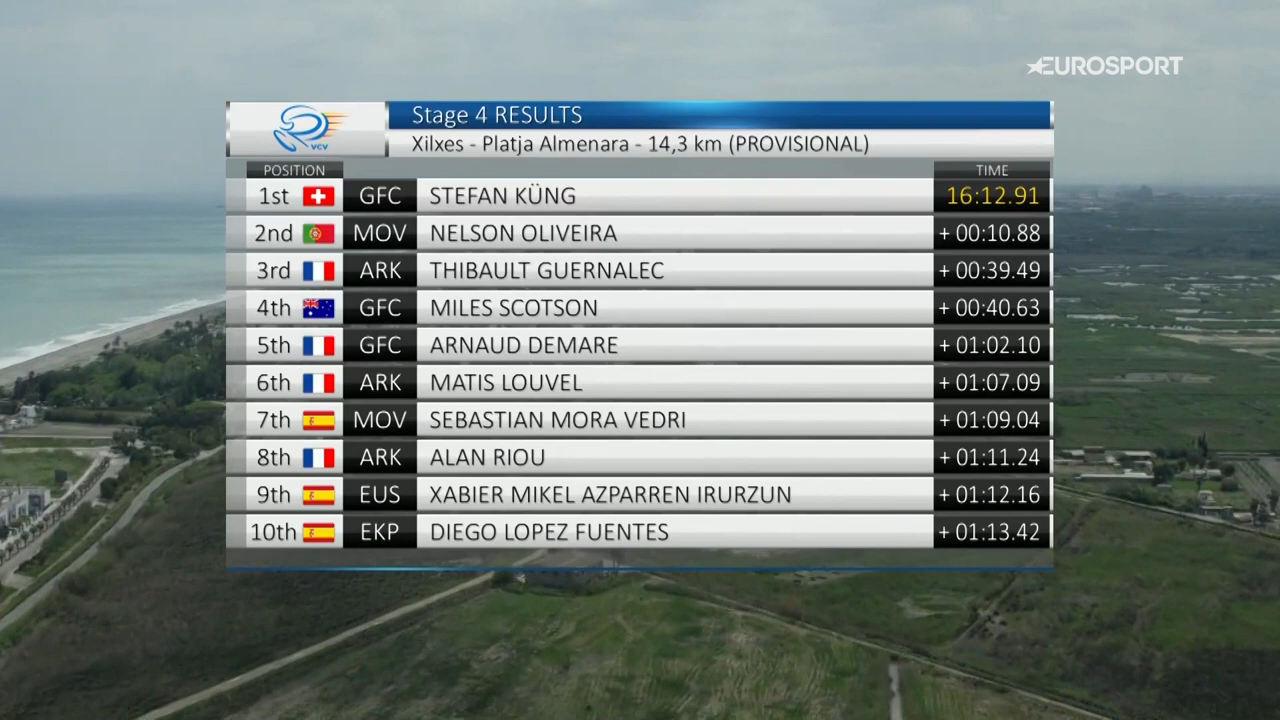 EUROSPORT
VCV
Stage 4 RESULTS
Xilxes - Platja Almenara - 14,3 km (PROVISIONAL)
POSITION TIME
1st GFC STEFAN KÜNG 16:12.91
2nd MOV NELSON OLIVEIRA + 00:10.88
3rd ARK THIBAULT GUERNALEC + 00:39.49
4th GFC MILES SCOTSON + 00:40.63
5th GFC ARNAUD DEMARE + 01:02.10
6th ARK MATIS LOUVEL + 01:07.09
7th MOV SEBASTIAN MORA VEDRI + 01:09.04
8th ARK ALAN RIOU + 01:11.24
9th EUS XABIER MIKEL AZPARREN IRURZUN + 01:12.16
10th EKP DIEGO LOPEZ FUENTES + 01:13.42